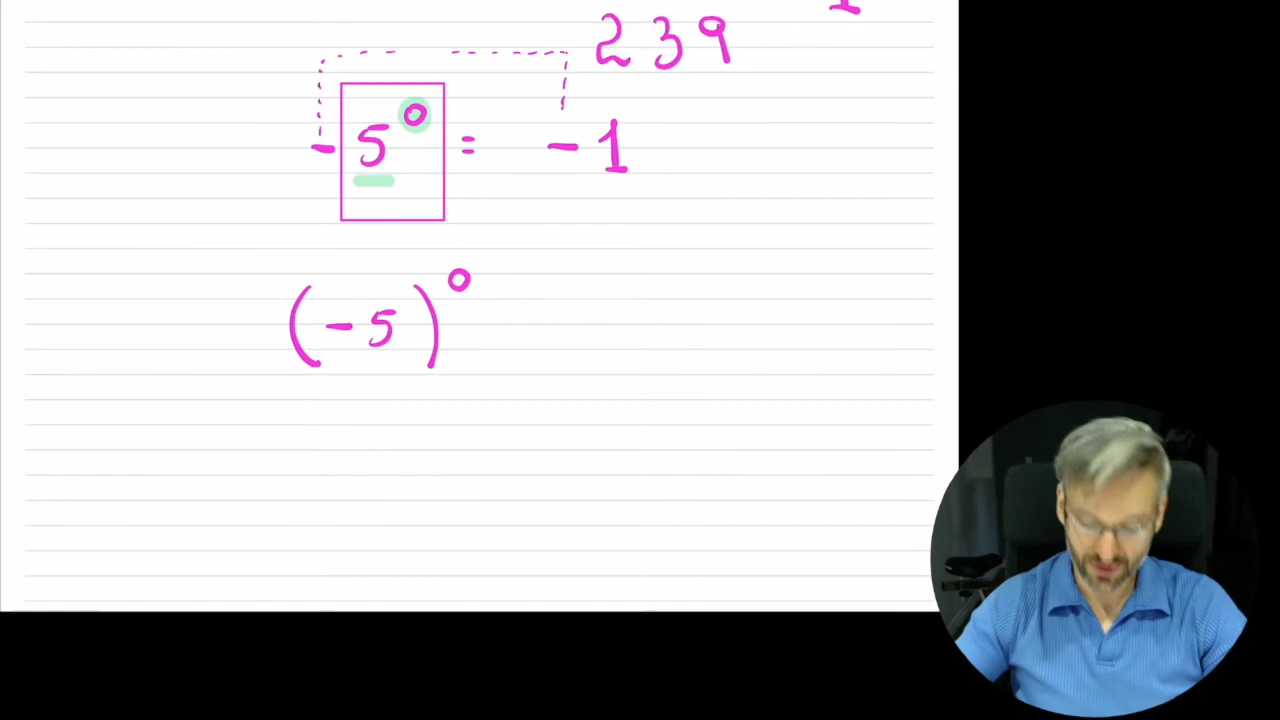 239
-5⁰ = -1
(-5)⁰